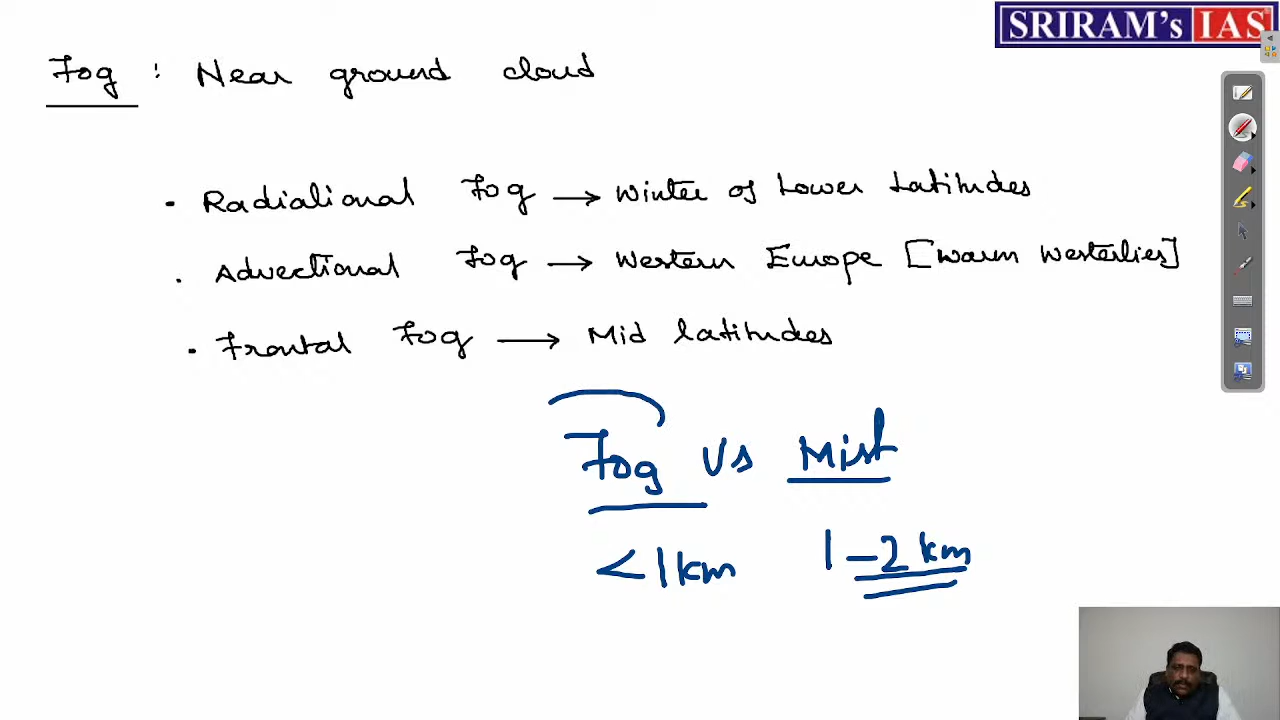 SRIRAM's IAS
Fog : Near ground cloud
• Radiational Fog → Winter of Lower Latitudes
• Advectional Fog → Western Europe [Warm Westerlies]
• Frontal Fog → Mid latitudes
Fog Vs Mist
<1km 1-2 km